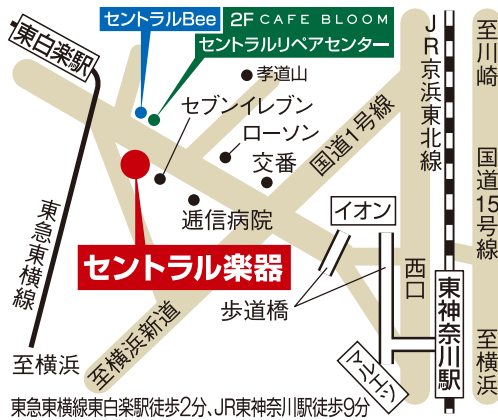 セントラルBee
2F CAFE BLOOM
セントラルリペアセンター
東白楽駅
孝道山
セブンイレブン
ローソン
交番
逓信病院
国道1号線
JR京浜東北線
至川崎
国道15号線
至横浜
東急東横線
至横浜
セントラル楽器
至横浜新道
イオン
歩道橋
西口
マルエツ
東神奈川駅
東急東横線東白楽駅徒歩2分、JR東神奈川駅徒歩9分